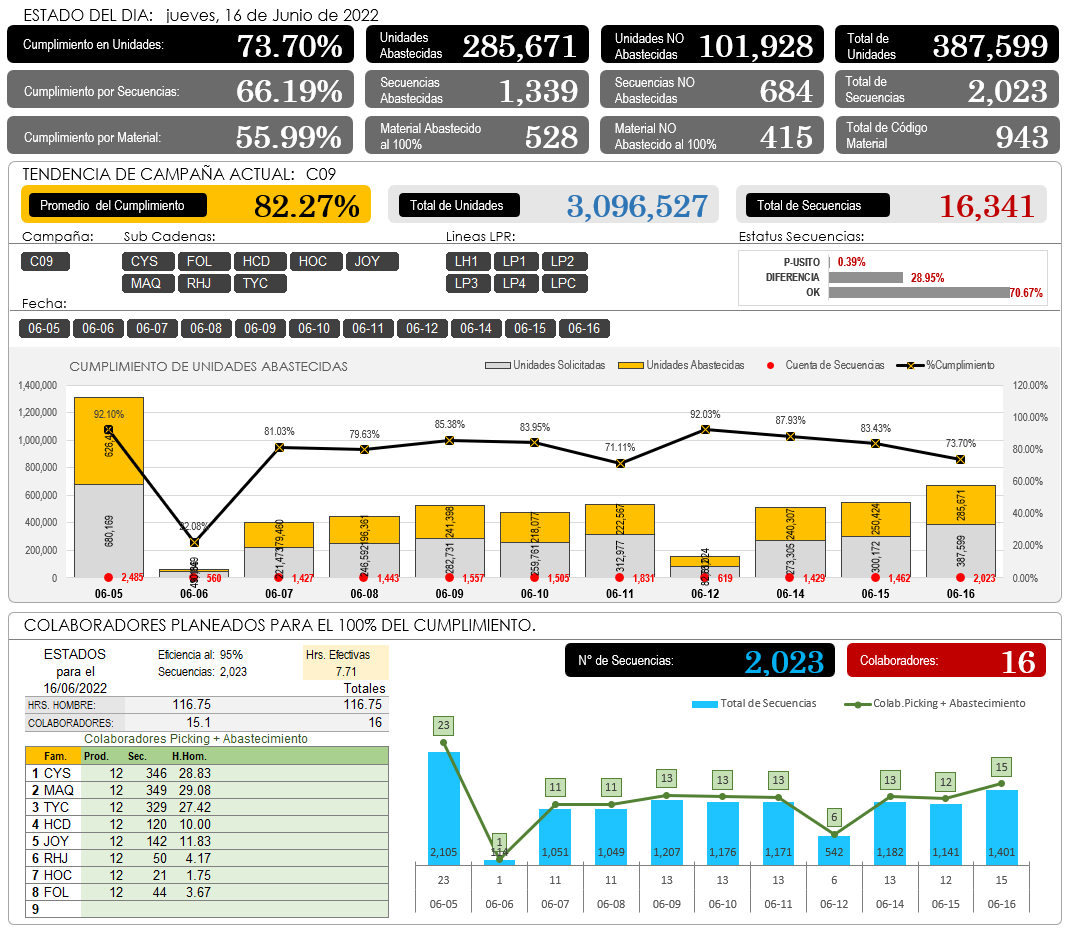 ESTADO DEL DIA: jueves, 16 de Junio de 2022
Cumplimiento en Unidades: 73.70%
Unidades Abastecidas 285,671
Unidades NO Abastecidas 101,928
Total de Unidades 387,599
Cumplimiento por Secuencias: 66.19%
Secuencias Abastecidas 1,339
Secuencias NO Abastecidas 684
Total de Secuencias 2,023
Cumplimiento por Material: 55.99%
Material Abastecido al 100% 528
Material NO Abastecido al 100% 415
Total de Código Material 943
TENDENCIA DE CAMPAÑA ACTUAL: C09
Promedio del Cumplimiento 82.27%
Total de Unidades 3,096,527
Total de Secuencias 16,341
Campaña: Sub Cadenas: Lineas LPR: Estatus Secuencias:
C09 CYS FOL HCD HOC JOY LH1 LP1 LP2
MAQ RHJ TYC LP3 LP4 LPC
P-USITO 0.39%
DIFERENCIA 28.95%
OK 70.67%
Fecha:
06-05 06-06 06-07 06-08 06-09 06-10 06-11 06-12 06-14 06-15 06-16
CUMPLIMIENTO DE UNIDADES ABASTECIDAS
Unidades Solicitadas Unidades Abastecidas Cuenta de Secuencias %Cumplimiento
1,400,000
1,200,000
1,000,000
800,000
600,000
400,000
200,000
0
120.00%
100.00%
80.00%
60.00%
40.00%
20.00%
0.00%
92.10% 81.03% 79.63% 85.38% 83.95% 71.11% 92.03% 87.93% 83.43% 73.70%
241,398 218,077 222,567 240,307 250,424 285,671
680,169 282,731 259,761 312,977 273,305 300,172 387,599
2,485 560 1,427 1,443 1,557 1,505 1,831 619 1,429 1,462 2,023
06-05 06-06 06-07 06-08 06-09 06-10 06-11 06-12 06-14 06-15 06-16
COLABORADORES PLANEADOS PARA EL 100% DEL CUMPLIMIENTO.
ESTADOS para el 16/06/2022
Eficiencia al: 95%
Secuencias: 2,023
Hrs. Efectivas
7.71
Totales
HRS. HOMBRE: 116.75 116.75
COLABORADORES: 15.1 16
Colaboradores Picking + Abastecimiento
Fam. Prod. Sec. H.Hom.
1 CYS 12 346 28.83
2 MAQ 12 349 29.08
3 TYC 12 329 27.42
4 HCD 12 120 10.00
5 JOY 12 142 11.83
6 RHJ 12 50 4.17
7 HOC 12 21 1.75
8 FOL 12 44 3.67
9
N° de Secuencias: 2,023
Colaboradores: 16
Total de Secuencias Colab.Picking + Abastecimiento
23 1 11 11 13 13 13 6 13 12 15
2,105 1,051 1,049 1,207 1,176 1,171 542 1,182 1,141 1,401
23 1 11 11 13 13 13 6 13 12 15
06-05 06-06 06-07 06-08 06-09 06-10 06-11 06-12 06-14 06-15 06-16